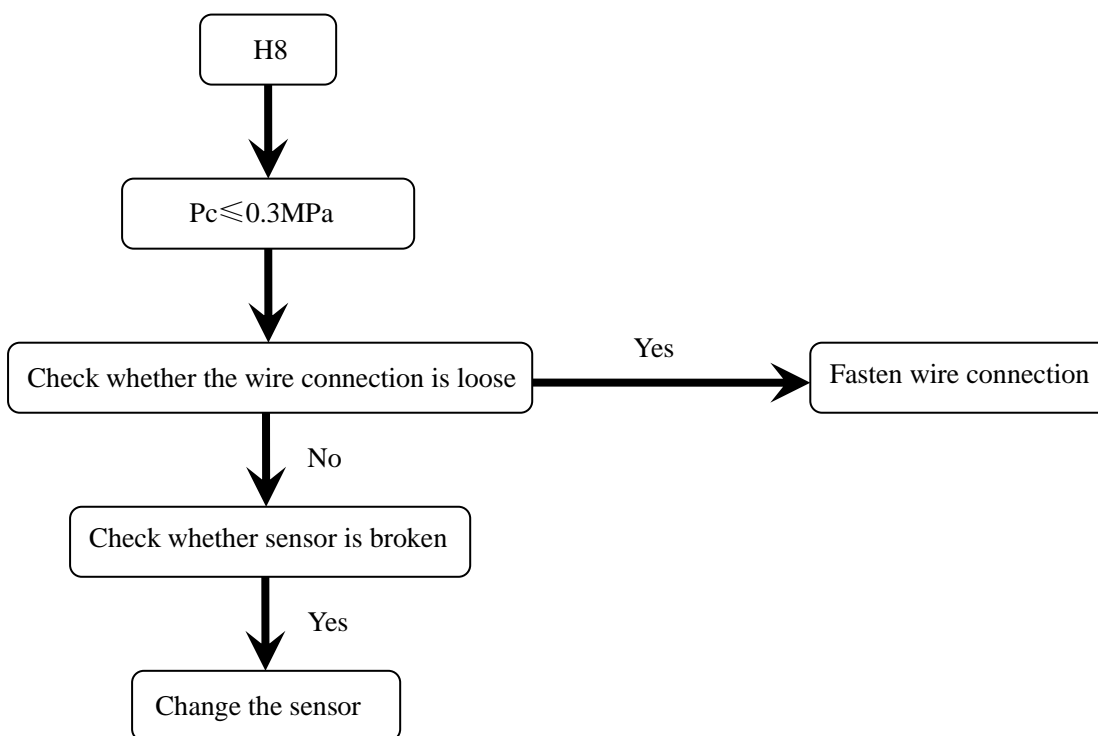 H8
Pc≤0.3MPa
Yes
Check whether the wire connection is loose
Fasten wire connection
No
Check whether sensor is broken
Yes
Change the sensor